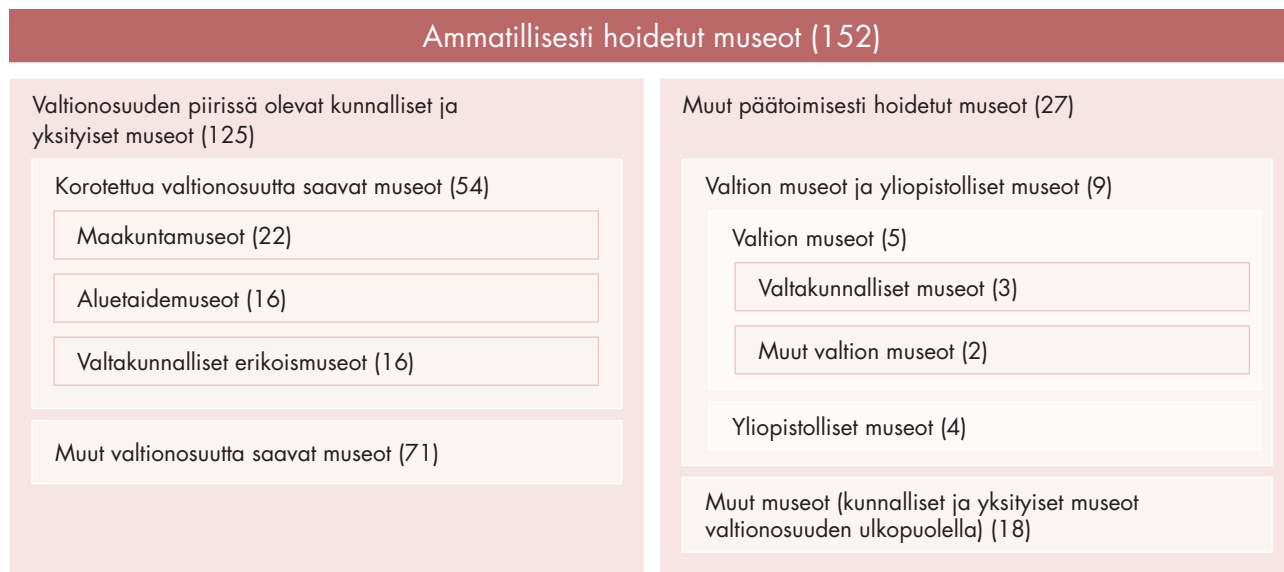 Ammatillisesti hoidetut museot (152)
Valtionosuuden piirissä olevat kunnalliset ja
yksityiset museot (125)
Korotettua valtionosuutta saavat museot (54)
Maakuntamuseot (22)
Aluetaidemuseot (16)
Valtakunnalliset erikoismuseot (16)
Muut valtionosuutta saavat museot (71)
Muut päätoimisesti hoidetut museot (27)
Valtion museot ja yliopistolliset museot (9)
Valtion museot (5)
Valtakunnalliset museot (3)
Muut valtion museot (2)
Yliopistolliset museot (4)
Muut museot (kunnalliset ja yksityiset museot
valtionosuuden ulkopuolella) (18)